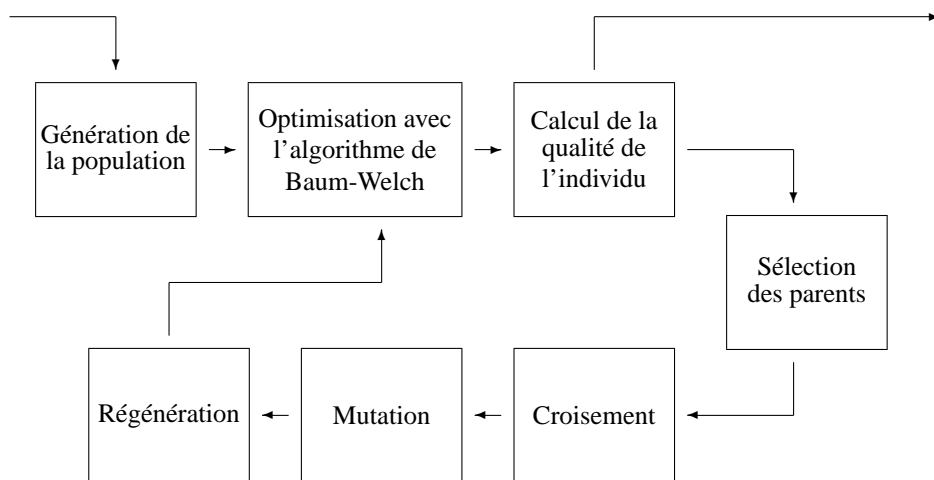 Génération de
la population
Optimisation avec
l'algorithme de
Baum-Welch
Calcul de la
qualité de
l'individu
Sélection
des parents
Régénération
Mutation
Croisement